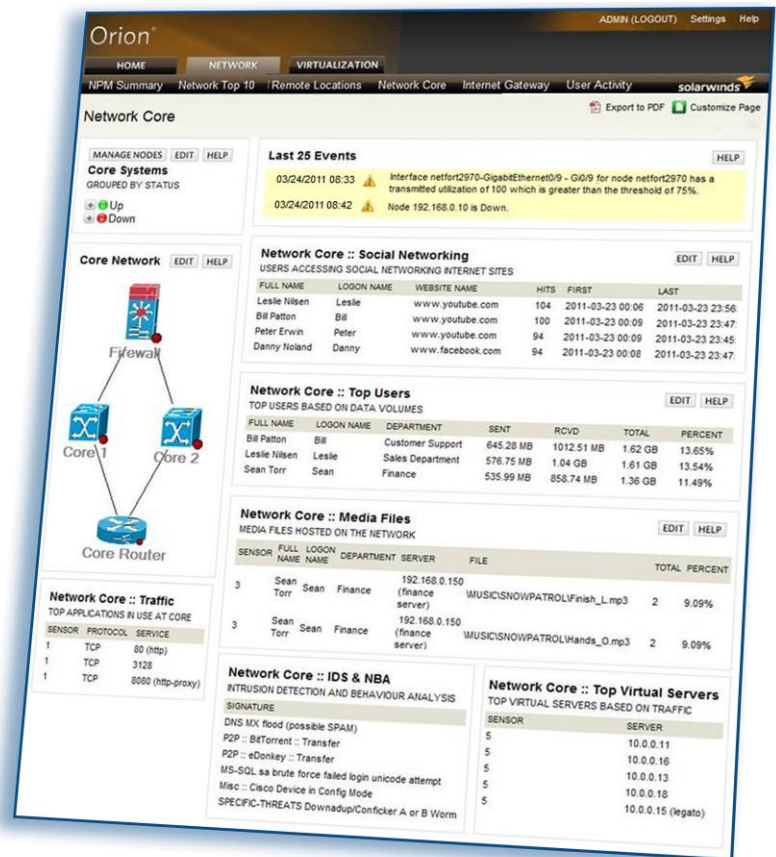 Orion
ADMIN (LOGOUT) Settings Help
HOME NETWORK VIRTUALIZATION
NPM Summary Network Top 10 Remote Locations Network Core Internet Gateway User Activity solarwinds
Network Core
Export to PDF Customize Page
MANAGE NODES EDIT HELP
Core Systems
GROUPED BY STATUS
Up
Down
Last 25 Events HELP
03/24/2011 08:33 Interface netfort2970-GigabitEthernet0/9 - Gi0/9 for node netfort2970 has a
transmitted utilization of 100 which is greater than the threshold of 75%.
03/24/2011 08:42 Node 192.168.0.10 is Down.
Core Network EDIT HELP
Firewall
Core 1 Core 2
Core Router
Network Core :: Social Networking EDIT HELP
USERS ACCESSING SOCIAL NETWORKING INTERNET SITES
FULL NAME LOGON NAME WEBSITE NAME HITS FIRST LAST
Leslie Nilsen Leslie www.youtube.com 104 2011-03-23 00:06 2011-03-23 23:56:
Bill Patton Bill www.youtube.com 100 2011-03-23 00:09 2011-03-23 23:47:
Peter Erwin Peter www.youtube.com 94 2011-03-23 00:09 2011-03-23 23:45:
Danny Noland Danny www.facebook.com 94 2011-03-23 00:08 2011-03-23 23:47:
Network Core :: Top Users EDIT HELP
TOP USERS BASED ON DATA VOLUMES
FULL NAME LOGON NAME DEPARTMENT SENT RCVD TOTAL PERCENT
Bill Patton Bill Customer Support 645.28 MB 1012.51 MB 1.62 GB 13.65%
Leslie Nilsen Leslie Sales Department 576.75 MB 1.04 GB 1.61 GB 13.54%
Sean Torr Sean Finance 535.99 MB 858.74 MB 1.36 GB 11.49%
Network Core :: Media Files EDIT HELP
MEDIA FILES HOSTED ON THE NETWORK
SENSOR FULL NAME LOGON NAME DEPARTMENT SERVER FILE TOTAL PERCENT
3 Sean Torr Sean Finance 192.168.0.150 (finance server) \MUSIC\SNOWPATROL\Finish_L.mp3 2 9.09%
3 Sean Torr Sean Finance 192.168.0.150 (finance server) \MUSIC\SNOWPATROL\Hands_O.mp3 2 9.09%
Network Core :: Traffic
TOP APPLICATIONS IN USE AT CORE
SENSOR PROTOCOL SERVICE
1 TCP 80 (http)
1 TCP 3128
1 TCP 8080 (http-proxy)
Network Core :: IDS & NBA
INTRUSION DETECTION AND BEHAVIOUR ANALYSIS
SIGNATURE
DNS MX flood (possible SPAM)
P2P :: BitTorrent :: Transfer
P2P :: eDonkey :: Transfer
MS-SQL sa brute force failed login unicode attempt
Misc :: Cisco Device in Config Mode
SPECIFIC-THREATS Downadup/Conficker A or B Worm
Network Core :: Top Virtual Servers
TOP VIRTUAL SERVERS BASED ON TRAFFIC
SENSOR SERVER
5 10.0.0.11
5 10.0.0.16
5 10.0.0.13
5 10.0.0.18
5 10.0.0.15 (legato)